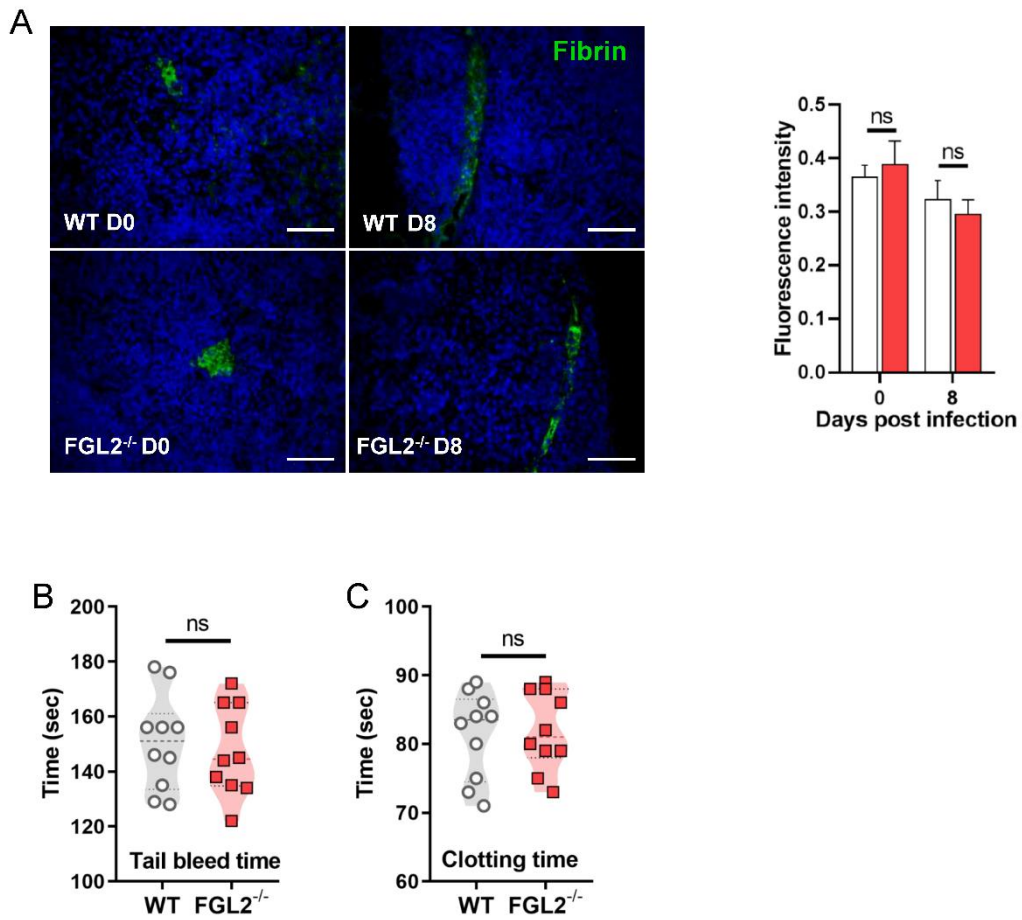 A
Fibrin
WT D0
WT D8
FGL2-/- D0
FGL2-/- D8
Fluorescence intensity
0.5
0.4
0.3
0.2
0.1
0.0
ns
ns
0
8
Days post infection
B
Time (sec)
200
180
160
140
120
100
ns
Tail bleed time
WT
FGL2-/-
C
Time (sec)
100
90
80
70
60
ns
Clotting time
WT
FGL2-/-